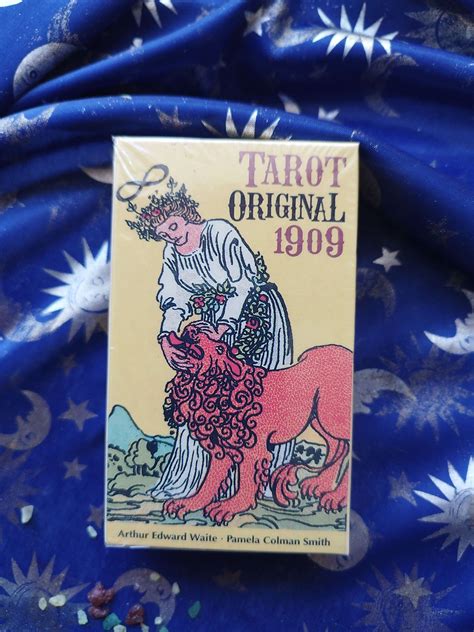 TAROT
ORIGINAL
1909
Arthur Edward Waite · Pamela Colman Smith